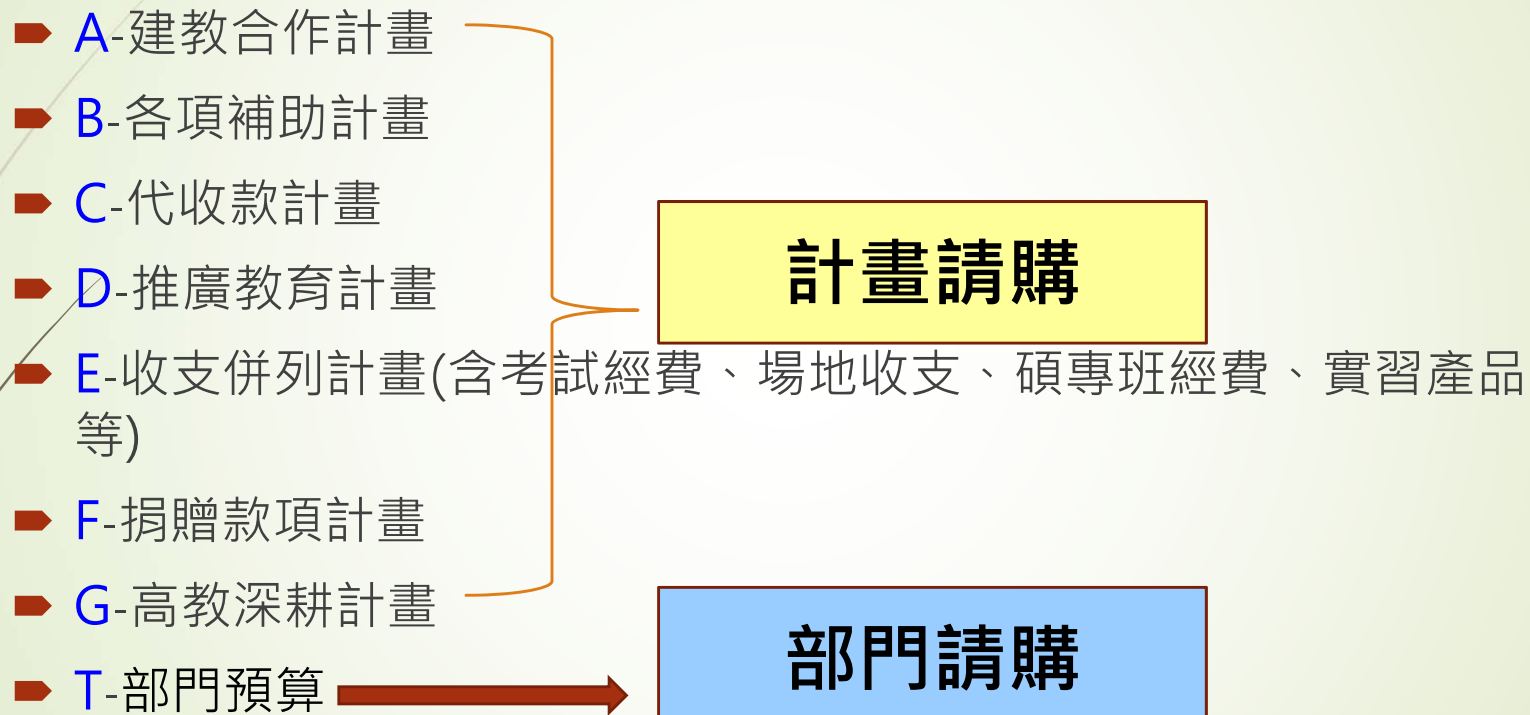 A-建教合作計畫
B-各項補助計畫
C-代收款計畫
D-推廣教育計畫
計畫請購
E-收支併列計畫(含考試經費、場地收支、碩專班經費、實習產品
等)
F-捐贈款項計畫
G-高教深耕計畫
T-部門預算
部門請購